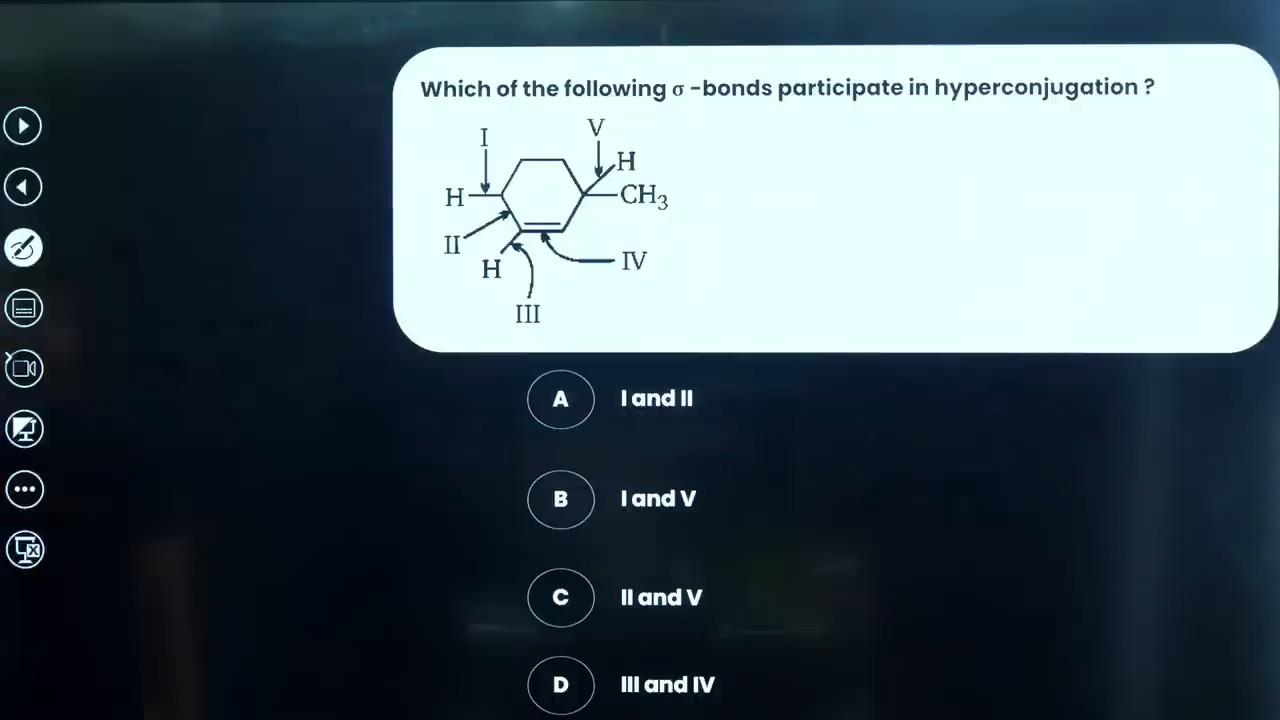 Which of the following σ -bonds participate in hyperconjugation ?
I
V
H
H
CH3
II
IV
H
III
A I and II
B I and V
C II and V
D III and IV